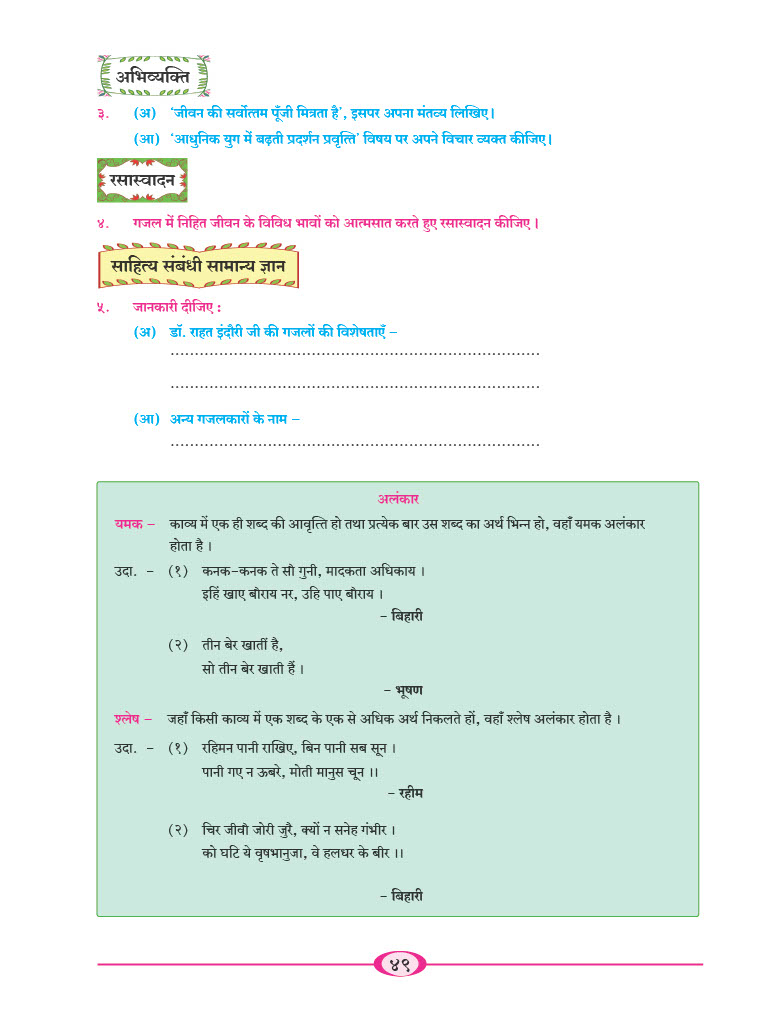 अभिव्यक्ति
३. (अ) ‘जीवन की सर्वोत्तम पूँजी मित्रता है’, इसपर अपना मंतव्य लिखिए।
(आ) ‘आधुनिक युग में बढ़ती प्रदर्शन प्रवृत्ति’ विषय पर अपने विचार व्यक्त कीजिए।
रसास्वादन
४. गजल में निहित जीवन के विविध भावों को आत्मसात करते हुए रसास्वादन कीजिए ।
साहित्य संबंधी सामान्य ज्ञान
५. जानकारी दीजिए :
(अ) डॉ. राहत इंदौरी जी की गजलों की विशेषताएँ –
............................................................................
............................................................................
(आ) अन्य गजलकारों के नाम –
............................................................................
अलंकार
यमक – काव्य में एक ही शब्द की आवृत्ति हो तथा प्रत्येक बार उस शब्द का अर्थ भिन्न हो, वहाँ यमक अलंकार
होता है ।
उदा. – (१) कनक-कनक ते सौ गुनी, मादकता अधिकाय ।
इहिं खाए बौराय नर, उहि पाए बौराय ।
– बिहारी
(२) तीन बेर खातीं है,
सो तीन बेर खाती हैं ।
– भूषण
श्लेष – जहाँ किसी काव्य में एक शब्द के एक से अधिक अर्थ निकलते हों, वहाँ श्लेष अलंकार होता है ।
उदा. – (१) रहिमन पानी राखिए, बिन पानी सब सून ।
पानी गए न ऊबरे, मोती मानुस चून ।।
– रहीम
(२) चिर जीवौ जोरी जुरै, क्यों न सनेह गंभीर ।
को घटि ये वृषभानुजा, वे हलधर के बीर ।।
– बिहारी
४९